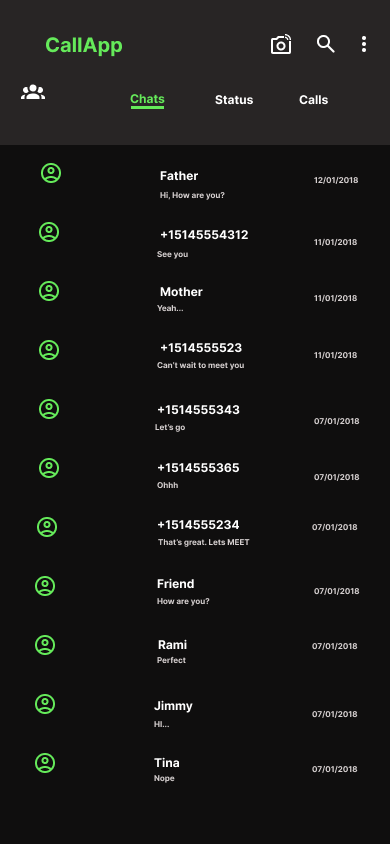 CallApp
Chats Status Calls
Father 12/01/2018
Hi, How are you?
+15145554312 11/01/2018
See you
Mother 11/01/2018
Yeah...
+1514555523 11/01/2018
Can't wait to meet you
+1514555343 07/01/2018
Let's go
+1514555365 07/01/2018
Ohhh
+1514555234 07/01/2018
That's great. Lets MEET
Friend 07/01/2018
How are you?
Rami 07/01/2018
Perfect
Jimmy 07/01/2018
HI...
Tina 07/01/2018
Nope